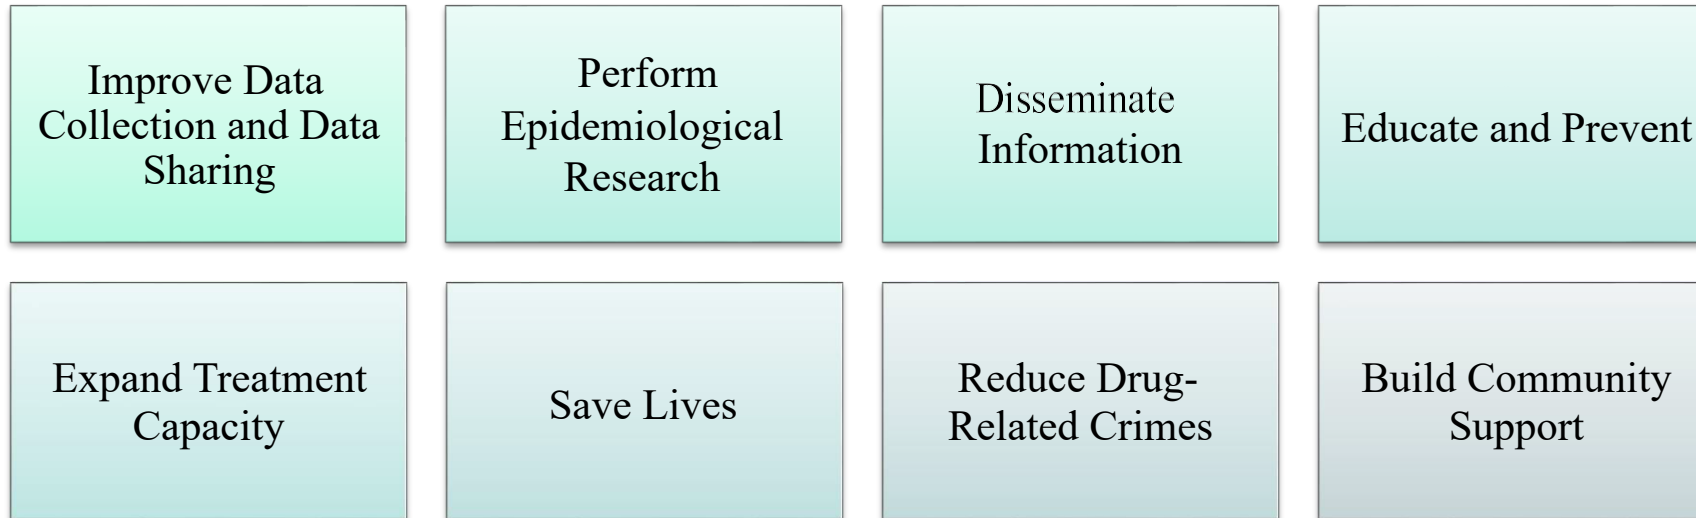 Improve Data
Collection and Data
Sharing
Perform
Epidemiological
Research
Disseminate
Information
Educate and Prevent
Expand Treatment
Capacity
Save Lives
Reduce Drug-
Related Crimes
Build Community
Support